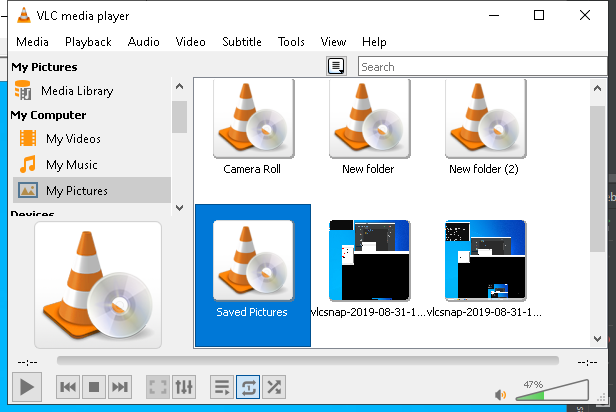 VLC media player
Media Playback Audio Video Subtitle Tools View Help
My Pictures
Search
Media Library
My Computer
My Videos
My Music
My Pictures
Devices
Camera Roll New folder New folder (2)
Saved Pictures vlcsnap-2019-08-31-1... vlcsnap-2019-08-31-1...
--:-- --:--
47%